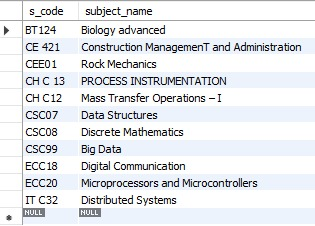 s_code subject_name
BT124 Biology advanced
CE 421 Construction ManagemenT and Administration
CEE01 Rock Mechanics
CH C 13 PROCESS INSTRUMENTATION
CH C12 Mass Transfer Operations – I
CSC07 Data Structures
CSC08 Discrete Mathematics
CSC99 Big Data
ECC18 Digital Communication
ECC20 Microprocessors and Microcontrollers
IT C32 Distributed Systems
NULL NULL